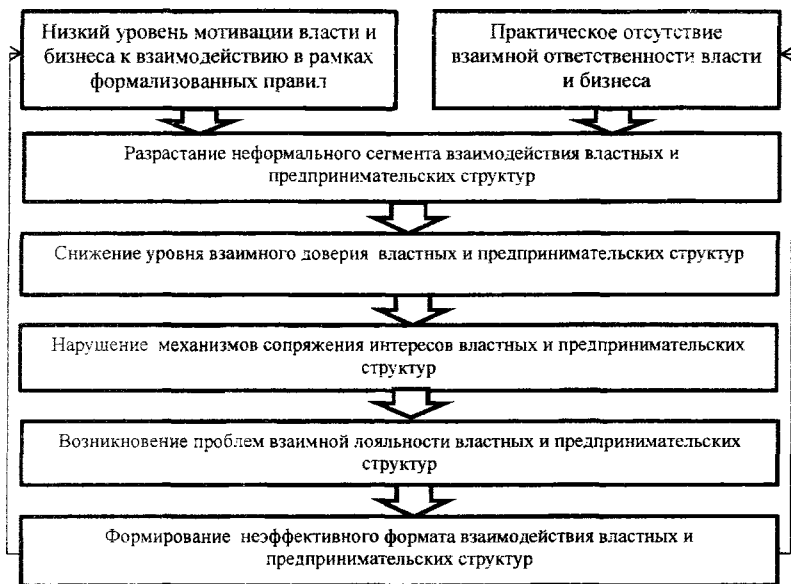 Низкий уровень мотивации власти и
бизнеса к взаимодействию в рамках
формализованных правил
Практическое отсутствие
взаимной ответственности власти
и бизнеса
Разрастание неформального сегмента взаимодействия властных и
предпринимательских структур
Снижение уровня взаимного доверия властных и предпринимательских структур
Нарушение механизмов сопряжения интересов властных и предпринимательских
структур
Возникновение проблем взаимной лояльности властных и предпринимательских
структур
Формирование неэффективного формата взаимодействия властных и
предпринимательских структур